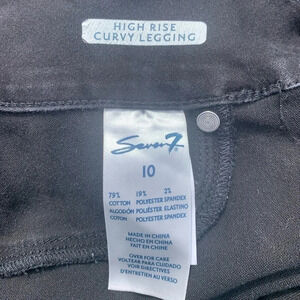 HIGH RISE
CURVY LEGGING
Seven7
10
79% 19% 2%
COTTON POLYESTER SPANDEX
ALGODÓN POLIÉSTER ELASTINO
COTON POLYESTER SPANDEX
MADE IN CHINA
HECHO EN CHINA
FAIT EN CHINE
OVER FOR CARE
VOLTEAR PARA CUIDADO
VOIR DIRECTIVES
D'ENTRETIEN AU VERSO